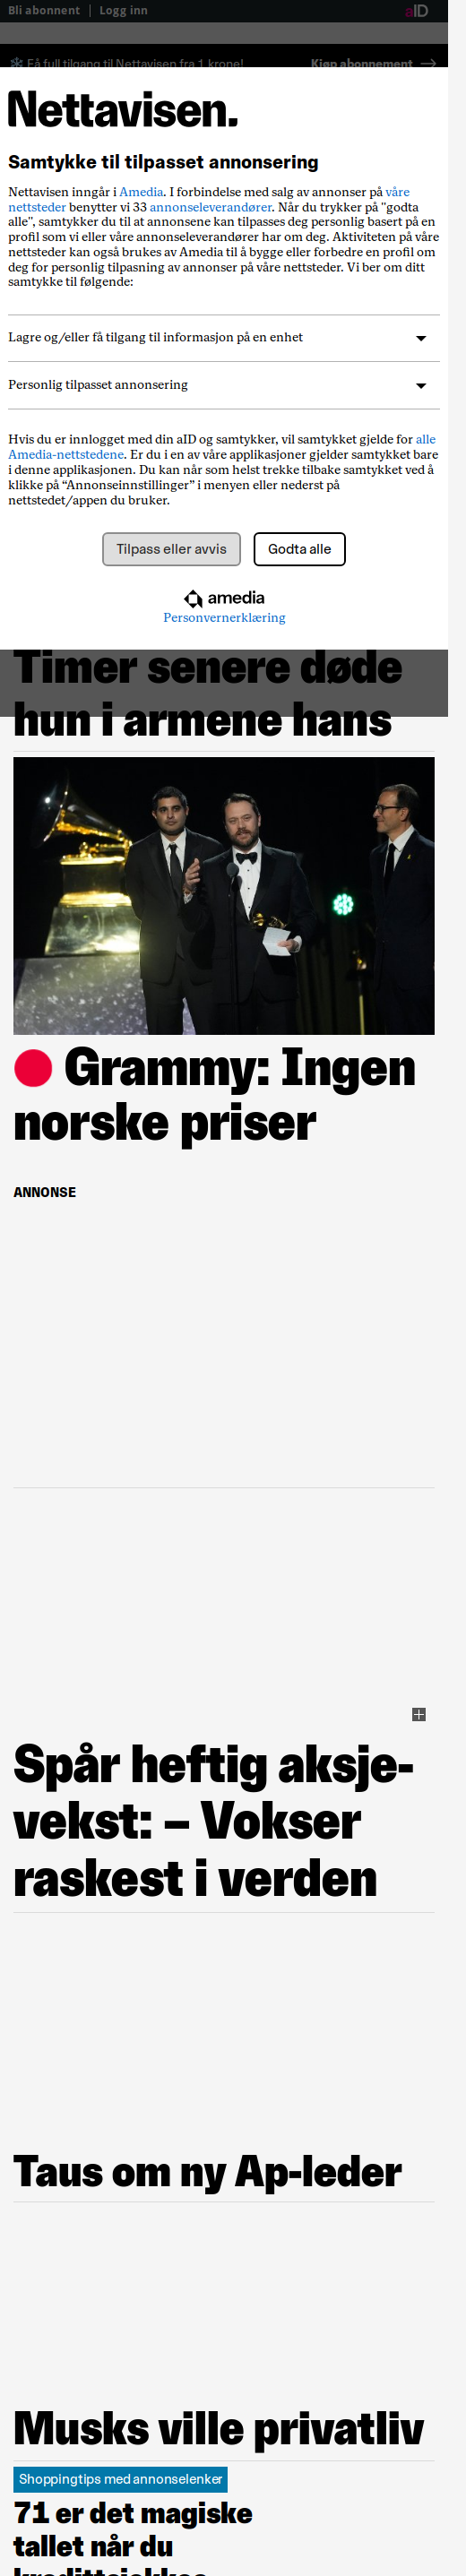 Bli abonnent | Logg inn
aID
Få full tilgang til Nettavisen fra 1 krone!
Kjøp abonnement
Nettavisen.
Samtykke til tilpasset annonsering
Nettavisen inngår i Amedia. I forbindelse med salg av annonser på våre
nettsteder benytter vi 33 annonseleverandører. Når du trykker på "godta
alle", samtykker du til at annonsene kan tilpasses deg personlig basert på en
profil som vi eller våre annonseleverandører har om deg. Aktiviteten på våre
nettsteder kan også brukes av Amedia til å bygge eller forbedre en profil om
deg for personlig tilpasning av annonser på våre nettsteder. Vi ber om ditt
samtykke til følgende:
Lagre og/eller få tilgang til informasjon på en enhet
Personlig tilpasset annonsering
Hvis du er innlogget med din aID og samtykker, vil samtykket gjelde for alle
Amedia-nettstedene. Er du i en av våre applikasjoner gjelder samtykket bare
i denne applikasjonen. Du kan når som helst trekke tilbake samtykket ved å
klikke på “Annonseinnstillinger” i menyen eller nederst på
nettstedet/appen du bruker.
Tilpass eller avvis
Godta alle
amedia
Personvernerklæring
Timer senere døde
hun i armene hans
Grammy: Ingen
norske priser
ANNONSE
Spår heftig aksje-
vekst: – Vokser
raskest i verden
Taus om ny Ap-leder
Musks ville privatliv
Shoppingtips med annonselenker
71 er det magiske
tallet når du